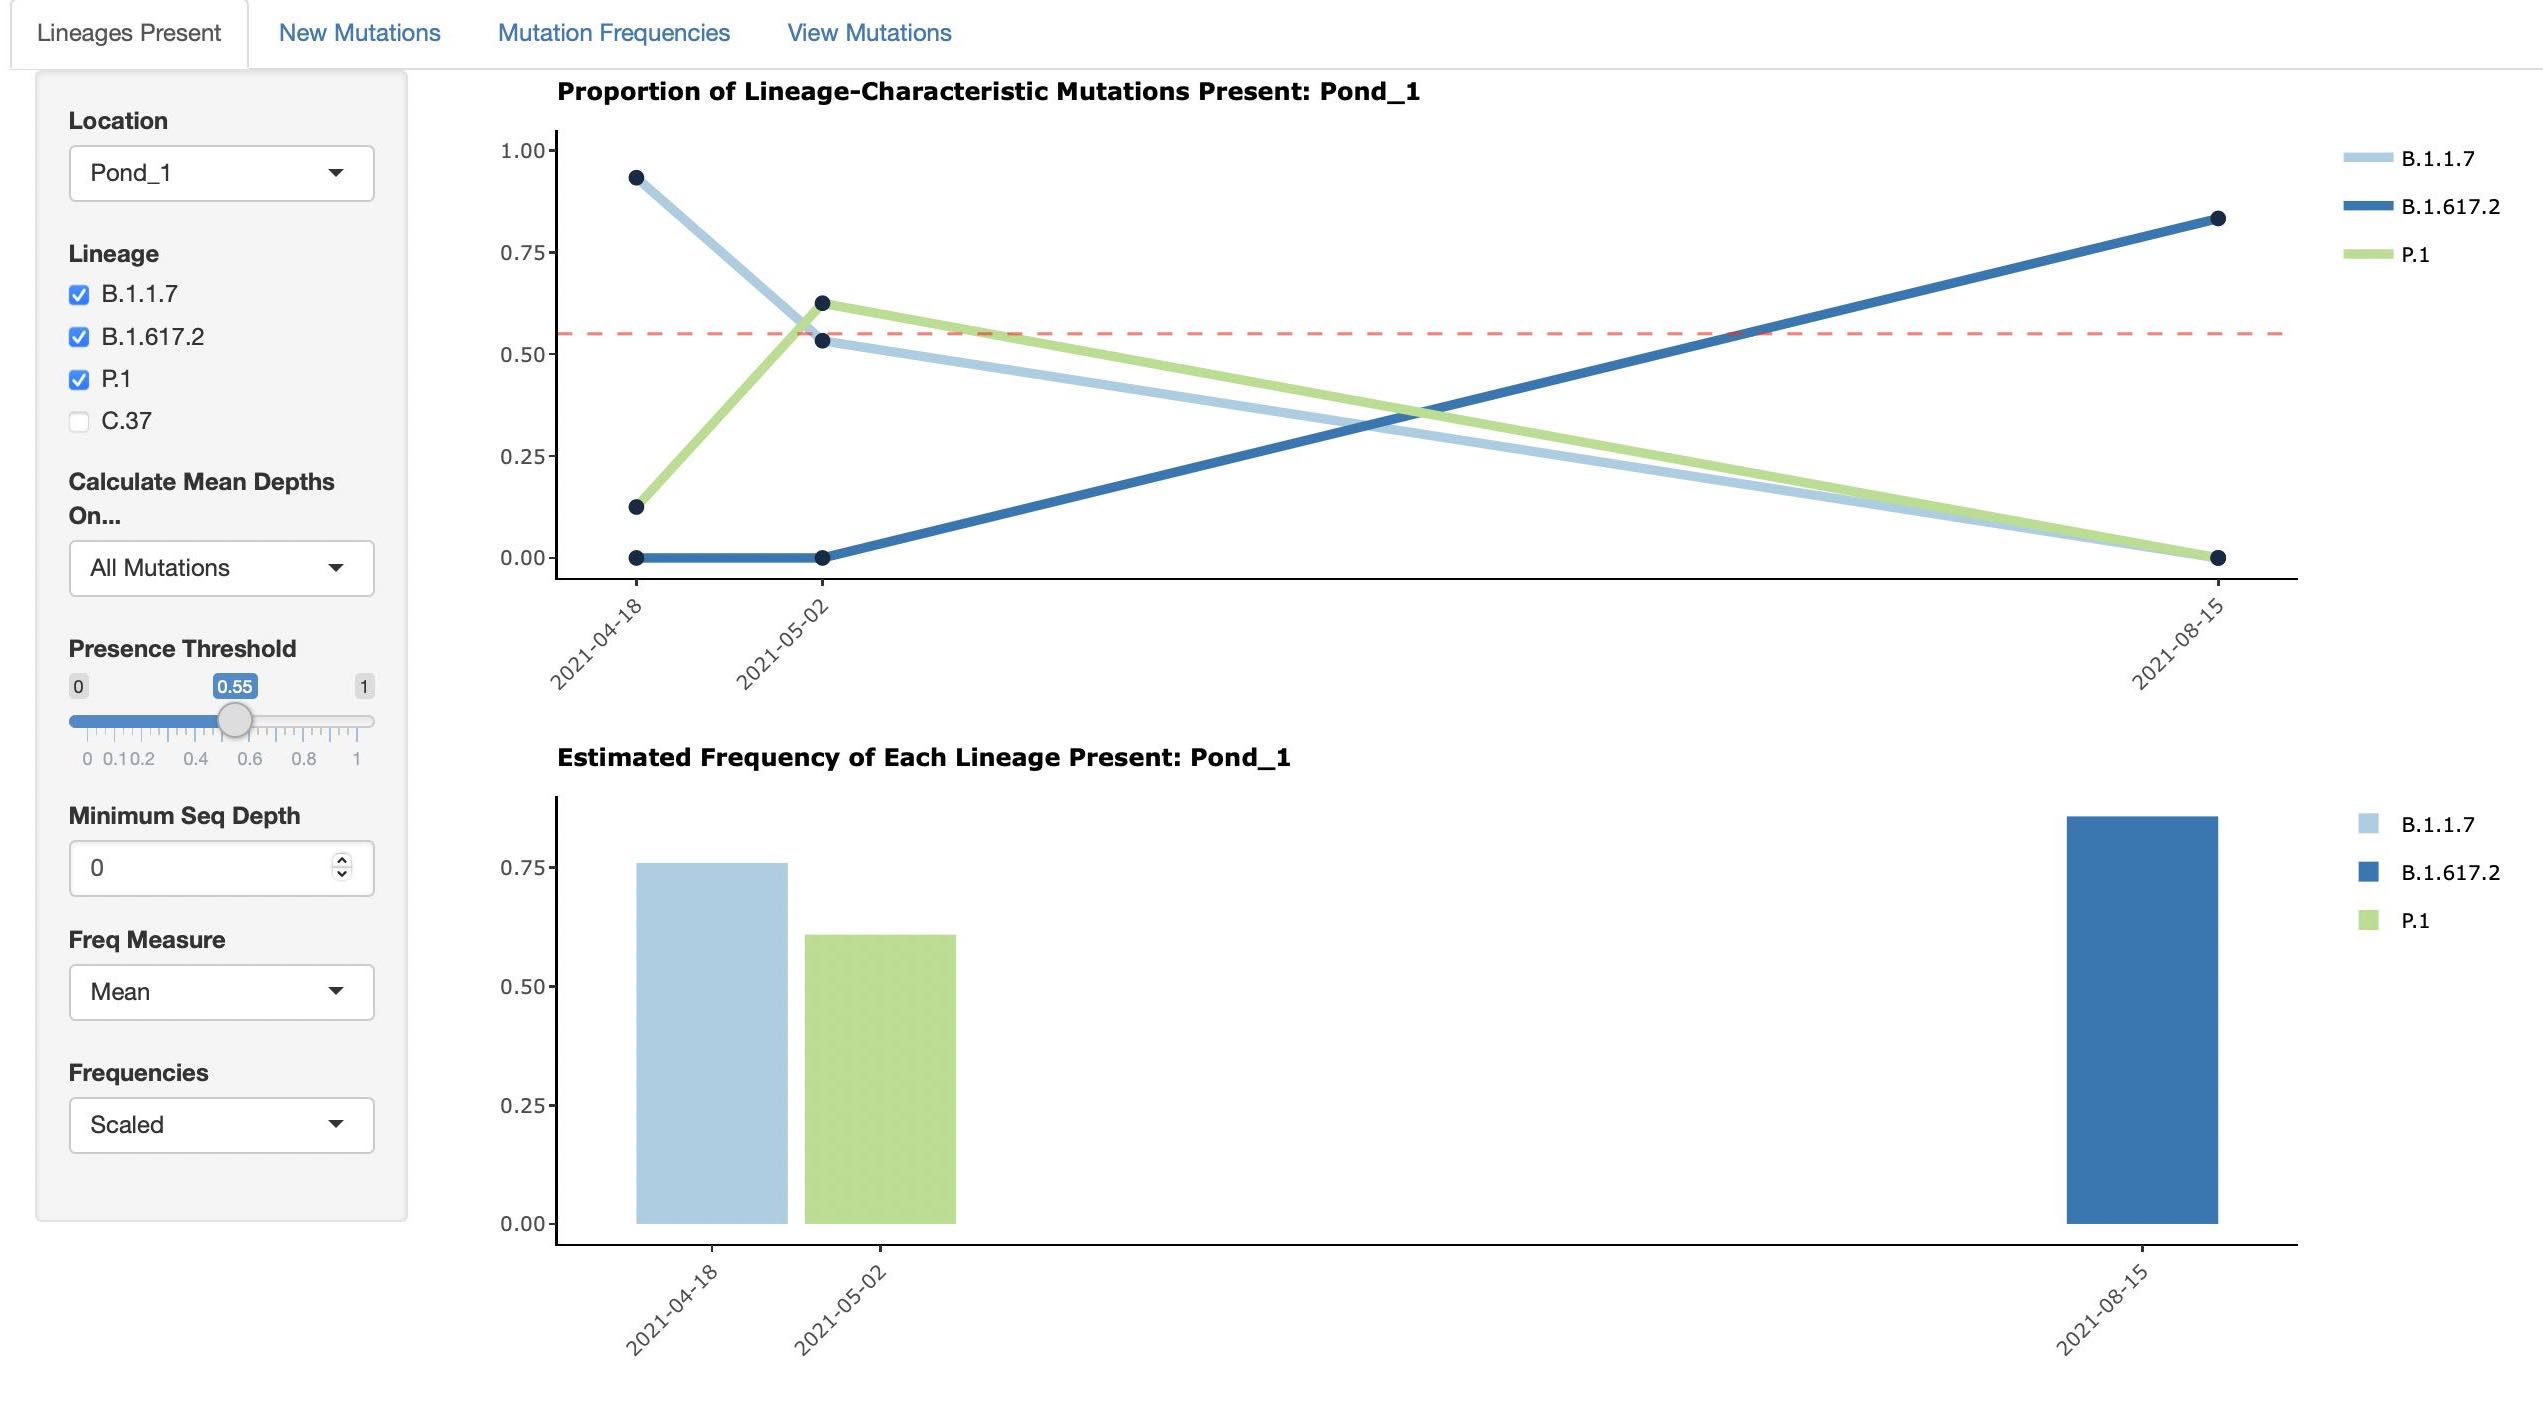 Lineages Present New Mutations Mutation Frequencies View Mutations
Location
Pond_1
Lineage
B.1.1.7
B.1.617.2
P.1
C.37
Calculate Mean Depths
On...
All Mutations
Presence Threshold
0 0.55 1
0 0.1 0.2 0.4 0.6 0.8 1
Minimum Seq Depth
0
Freq Measure
Mean
Frequencies
Scaled
Proportion of Lineage-Characteristic Mutations Present: Pond_1
1.00
0.75
0.50
0.25
0.00
2021-04-18
2021-05-02
2021-08-15
B.1.1.7
B.1.617.2
P.1
Estimated Frequency of Each Lineage Present: Pond_1
0.75
0.50
0.25
0.00
2021-04-18
2021-05-02
2021-08-15
B.1.1.7
B.1.617.2
P.1